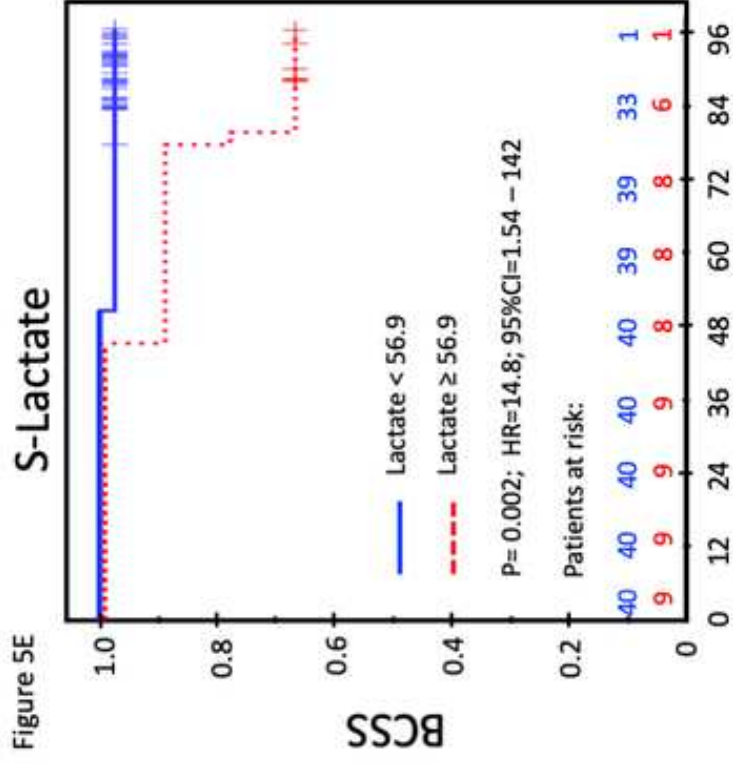 Figure 5E
S-Lactate
BCSS
1.0
0.8
0.6
0.4
0.2
0
Lactate < 56.9
Lactate ≥ 56.9
P= 0.002; HR=14.8; 95%CI=1.54 – 142
Patients at risk:
40 40 40 40 40 39 39 33 1
9 9 9 9 8 8 8 6 1
0 12 24 36 48 60 72 84 96